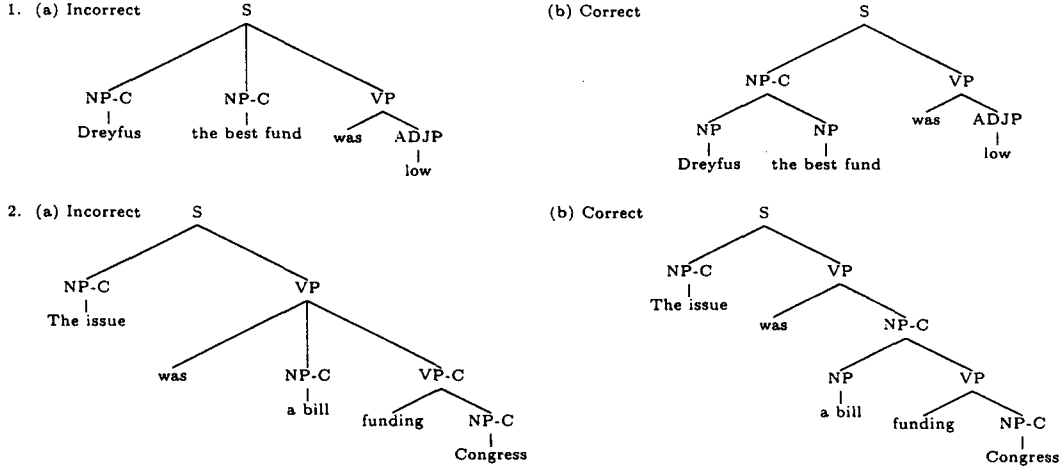 1. (a) Incorrect S
NP-C NP-C VP
Dreyfus the best fund was ADJP
low
(b) Correct S
NP-C VP
NP NP was ADJP
Dreyfus the best fund low
2. (a) Incorrect S
NP-C VP
The issue
was NP-C VP-C
a bill funding NP-C
Congress
(b) Correct S
NP-C VP
The issue was NP-C
NP VP
a bill funding NP-C
Congress